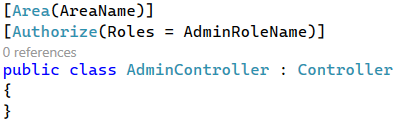 [Area(AreaName)]
[Authorize(Roles = AdminRoleName)]
0 references
public class AdminController : Controller
{
}